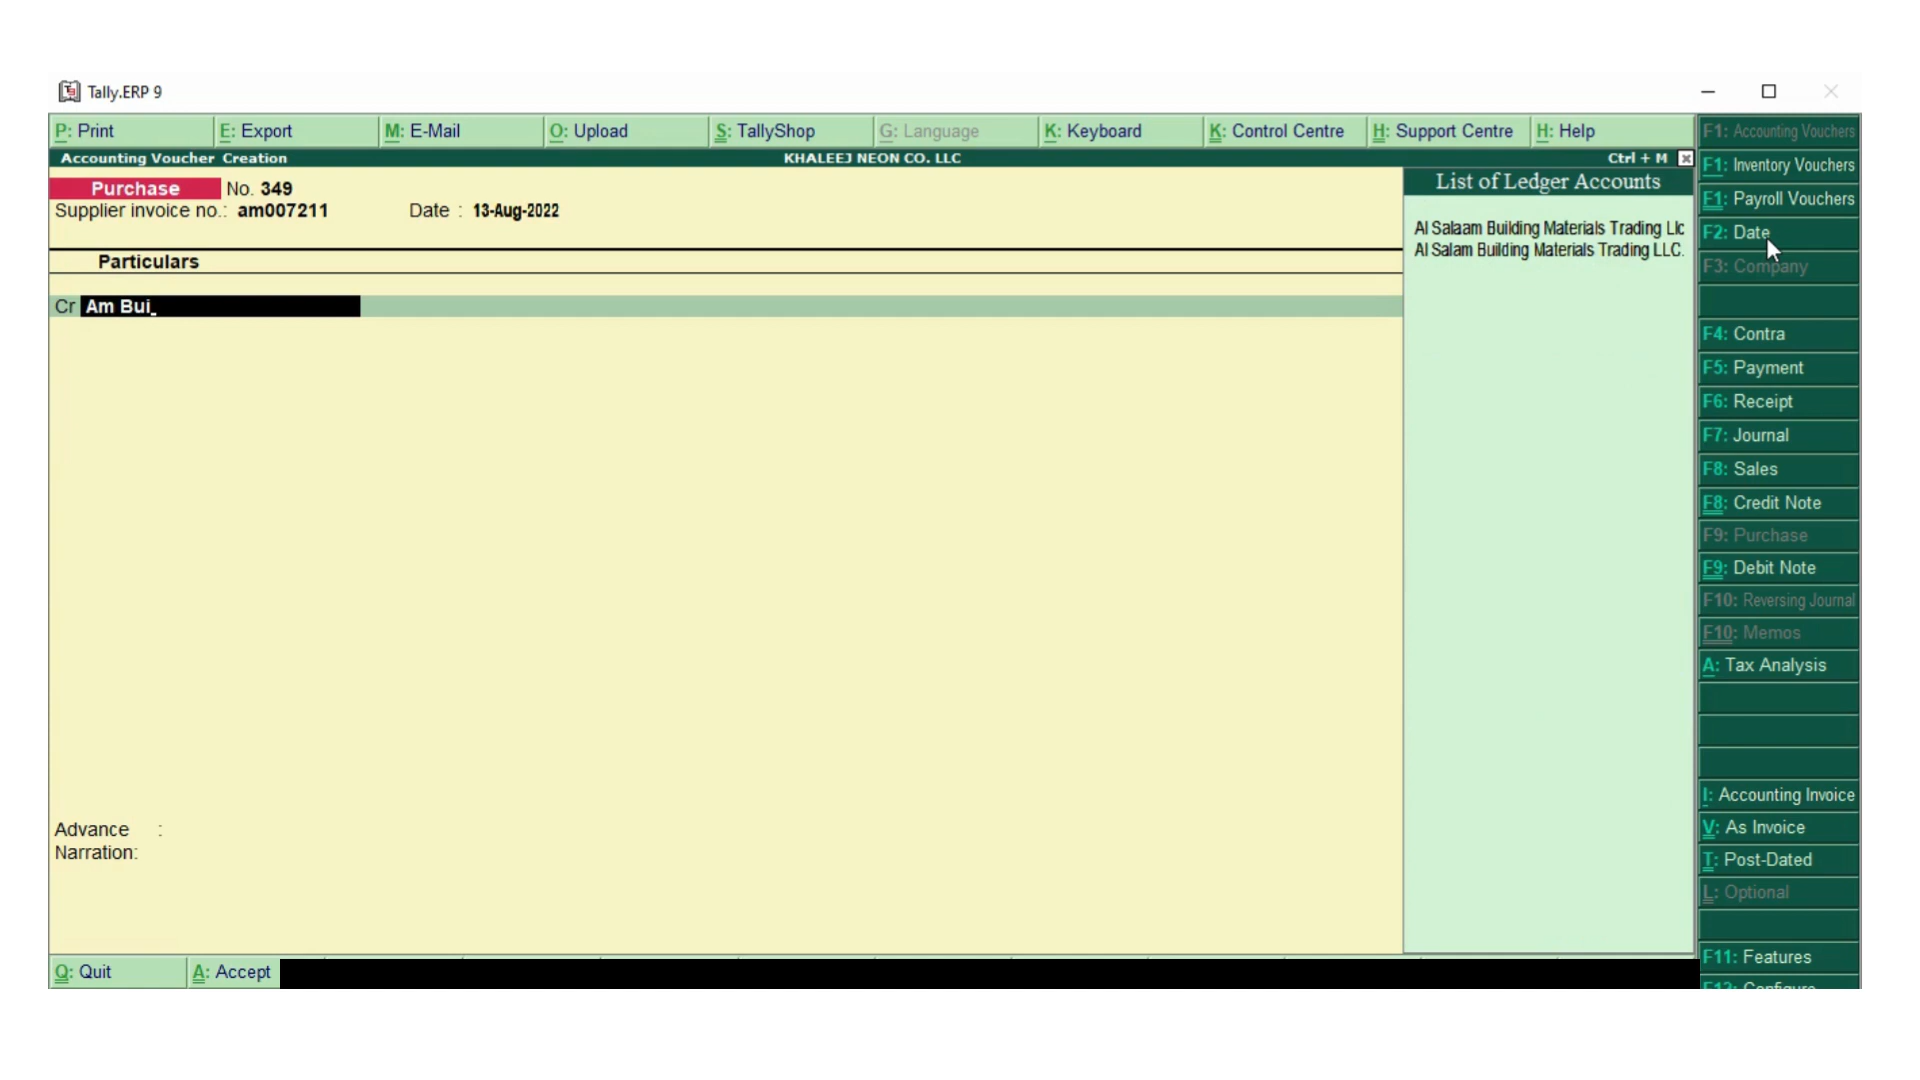 Tally.ERP 9
P: Print E: Export M: E-Mail O: Upload S: TallyShop G: Language K: Keyboard K: Control Centre H: Support Centre H: Help
Accounting Voucher Creation KHALEEJ NEON CO. LLC Ctrl + M
Purchase No. 349
Supplier invoice no.: am007211 Date : 13-Aug-2022
Particulars
Cr Am Bui
Advance :
Narration:
Q: Quit A: Accept
List of Ledger Accounts
Al Salaam Building Materials Trading Llc
Al Salam Building Materials Trading LLC.
F1: Accounting Vouchers
F1: Inventory Vouchers
F1: Payroll Vouchers
F2: Date
F3: Company
F4: Contra
F5: Payment
F6: Receipt
F7: Journal
F8: Sales
F8: Credit Note
F9: Purchase
F9: Debit Note
F10: Reversing Journal
F10: Memos
A: Tax Analysis
I: Accounting Invoice
V: As Invoice
T: Post-Dated
L: Optional
F11: Features
F12: Configure